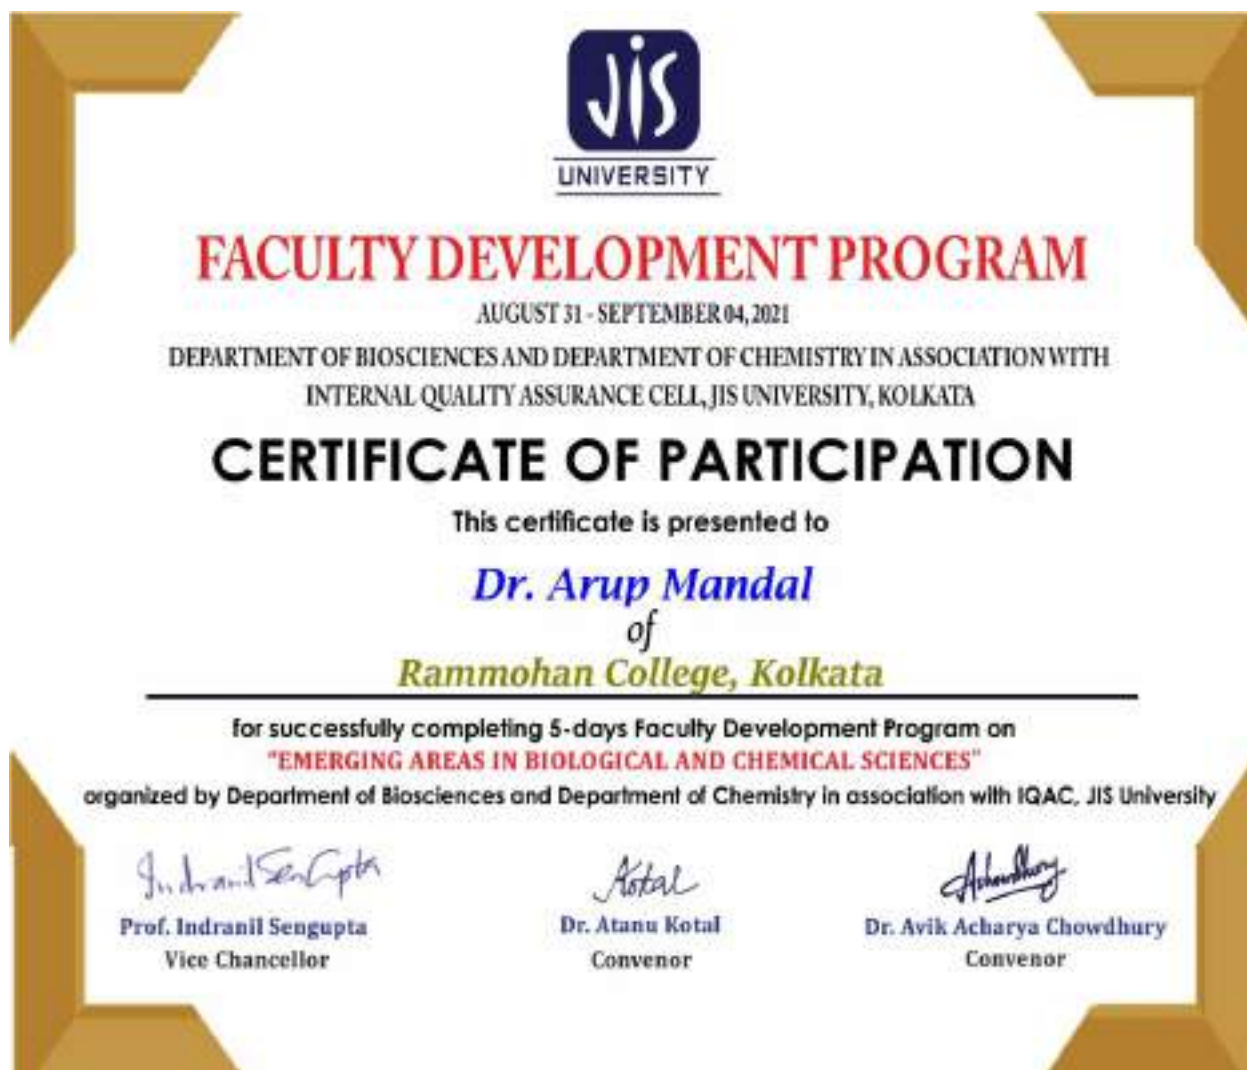 JIS
UNIVERSITY
FACULTY DEVELOPMENT PROGRAM
AUGUST 31 - SEPTEMBER 04, 2021
DEPARTMENT OF BIOSCIENCES AND DEPARTMENT OF CHEMISTRY IN ASSOCIATION WITH
INTERNAL QUALITY ASSURANCE CELL, JIS UNIVERSITY, KOLKATA
CERTIFICATE OF PARTICIPATION
This certificate is presented to
Dr. Arup Mandal
of
Rammohan College, Kolkata
for successfully completing 5-days Faculty Development Program on
"EMERGING AREAS IN BIOLOGICAL AND CHEMICAL SCIENCES"
organized by Department of Biosciences and Department of Chemistry in association with IQAC, JIS University
Indranil SenGupta Kotal AChowdhury
Prof. Indranil Sengupta Dr. Atanu Kotal Dr. Avik Acharya Chowdhury
Vice Chancellor Convenor Convenor